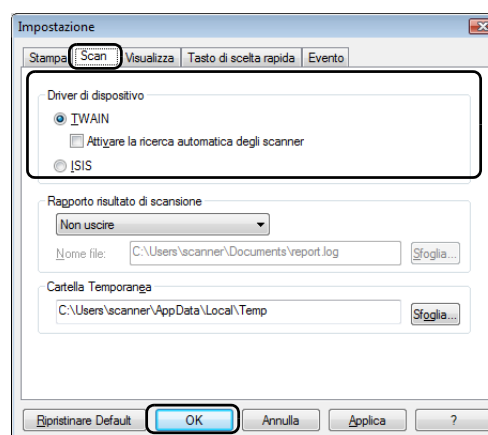 Impostazione
Stampa Scan Visualizza Tasto di scelta rapida Evento
Driver di dispositivo
TWAIN
Attivare la ricerca automatica degli scanner
ISIS
Rapporto risultato di scansione
Non uscire
Nome file: C:\Users\scanner\Documents\report.log Sfoglia...
Cartella Temporanea
C:\Users\scanner\AppData\Local\Temp Sfoglia...
Ripristinare Default OK Annulla Applica ?